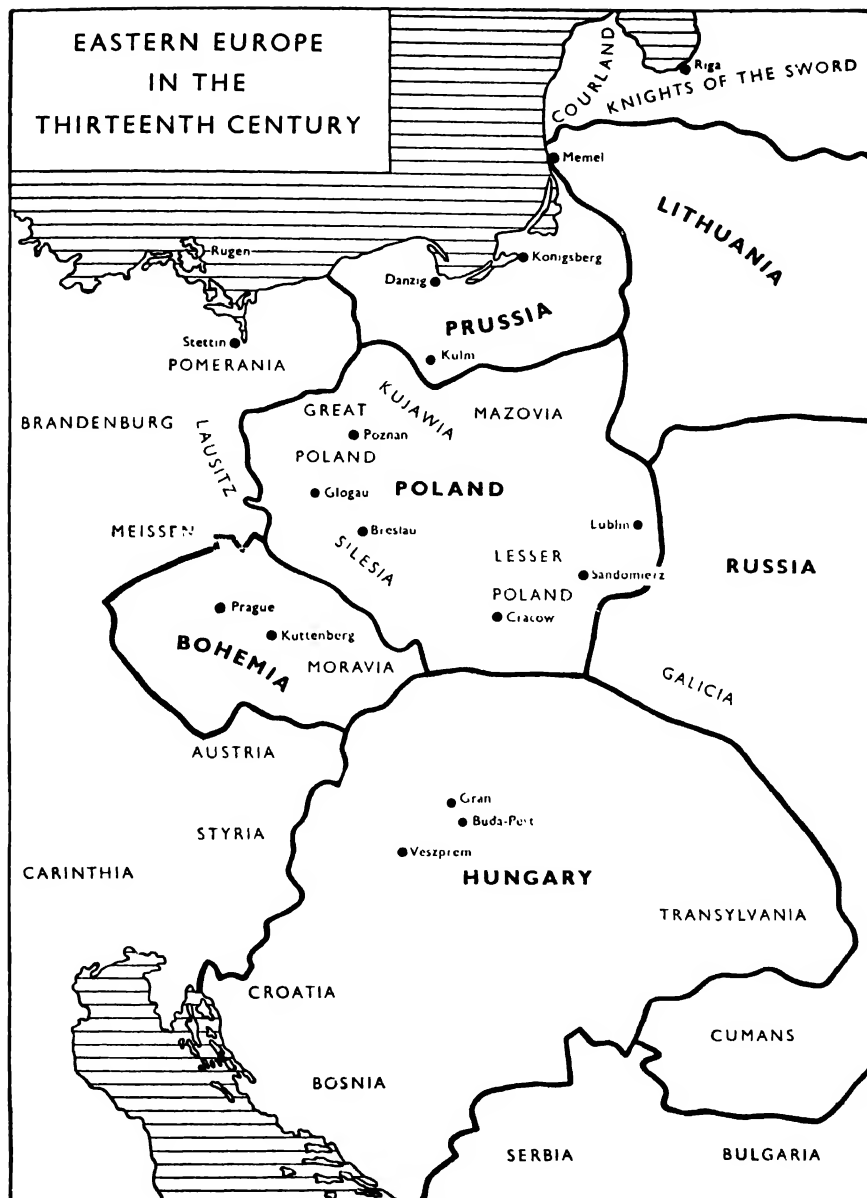 EASTERN EUROPE
IN THE
THIRTEENTH CENTURY
COURLAND
Riga
KNIGHTS OF THE SWORD
Memel
LITHUANIA
Rugen
Konigsberg
Danzig
PRUSSIA
Stettin
Kulm
POMERANIA
KUJAWIA
GREAT
MAZOVIA
BRANDENBURG
LAUSITZ
Poznan
POLAND
Glogau
POLAND
Lublin
MEISSEN
Breslau
SILESIA
LESSER
RUSSIA
Sandomierz
POLAND
Prague
Cracow
Kuttenberg
BOHEMIA
MORAVIA
GALICIA
AUSTRIA
Gran
Buda-Pest
STYRIA
Veszprem
CARINTHIA
HUNGARY
TRANSYLVANIA
CROATIA
CUMANS
BOSNIA
SERBIA
BULGARIA